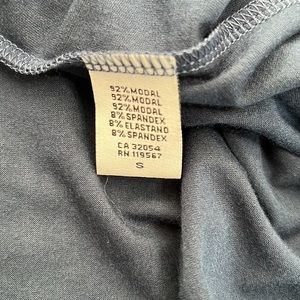 92% MODAL
92% MODAL
92% MODAL
8% SPANDEX
8% ELASTANO
8% SPANDEX
CA 32054
RN 119567
S